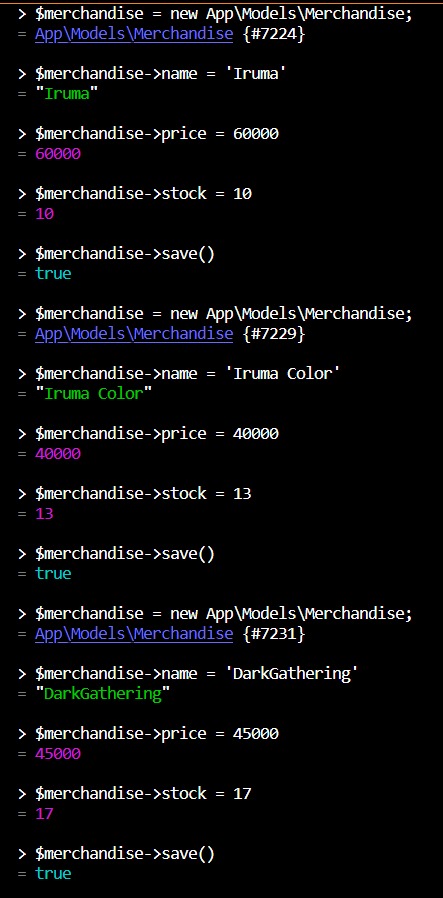 > $merchandise = new App\Models\Merchandise;
= App\Models\Merchandise {#7224}
> $merchandise->name = 'Iruma'
= "Iruma"
> $merchandise->price = 60000
= 60000
> $merchandise->stock = 10
= 10
> $merchandise->save()
= true
> $merchandise = new App\Models\Merchandise;
= App\Models\Merchandise {#7229}
> $merchandise->name = 'Iruma Color'
= "Iruma Color"
> $merchandise->price = 40000
= 40000
> $merchandise->stock = 13
= 13
> $merchandise->save()
= true
> $merchandise = new App\Models\Merchandise;
= App\Models\Merchandise {#7231}
> $merchandise->name = 'DarkGathering'
= "DarkGathering"
> $merchandise->price = 45000
= 45000
> $merchandise->stock = 17
= 17
> $merchandise->save()
= true